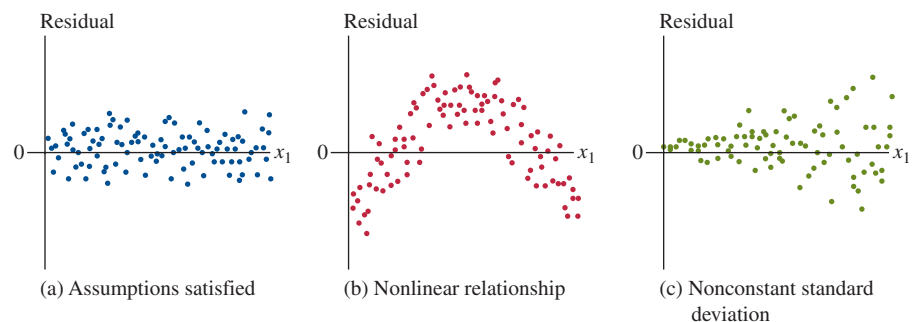 Residual
0
x1
(a) Assumptions satisfied
Residual
0
x1
(b) Nonlinear relationship
Residual
0
x1
(c) Nonconstant standard
deviation